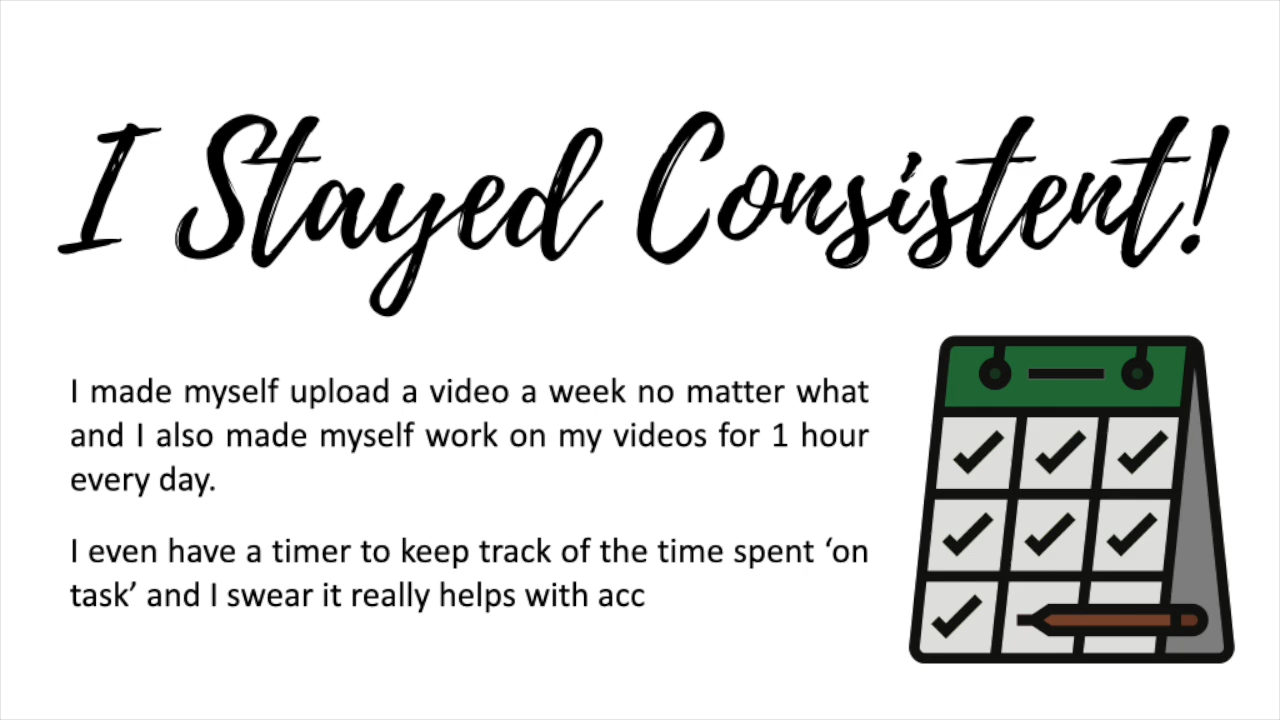 I Stayed Consistent!
I made myself upload a video a week no matter what
and I also made myself work on my videos for 1 hour
every day.
I even have a timer to keep track of the time spent ‘on
task’ and I swear it really helps with acc